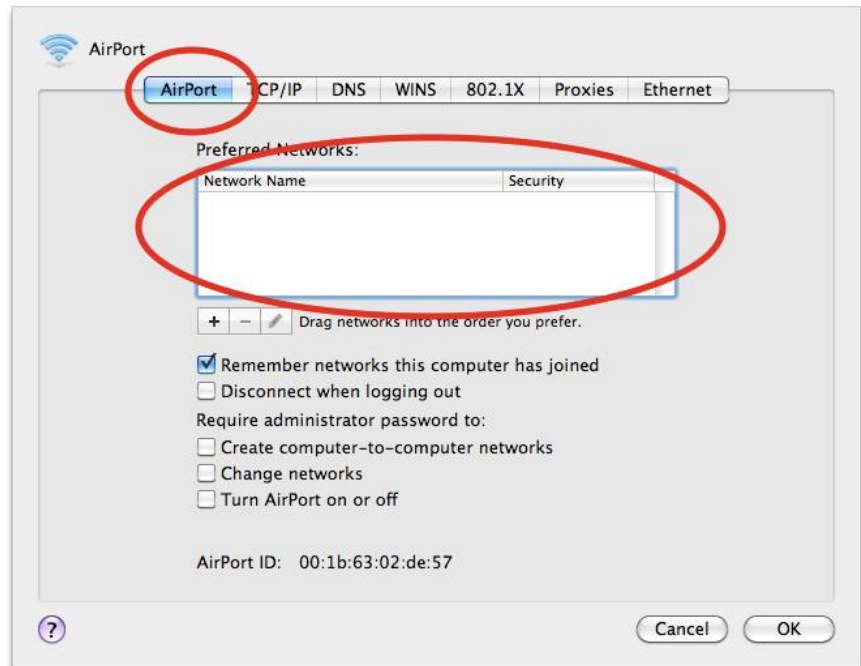 AirPort
AirPort TCP/IP DNS WINS 802.1X Proxies Ethernet
Preferred Networks:
Network Name Security
+ −
Drag networks into the order you prefer.
Remember networks this computer has joined
Disconnect when logging out
Require administrator password to:
Create computer-to-computer networks
Change networks
Turn AirPort on or off
AirPort ID: 00:1b:63:02:de:57
? Cancel OK